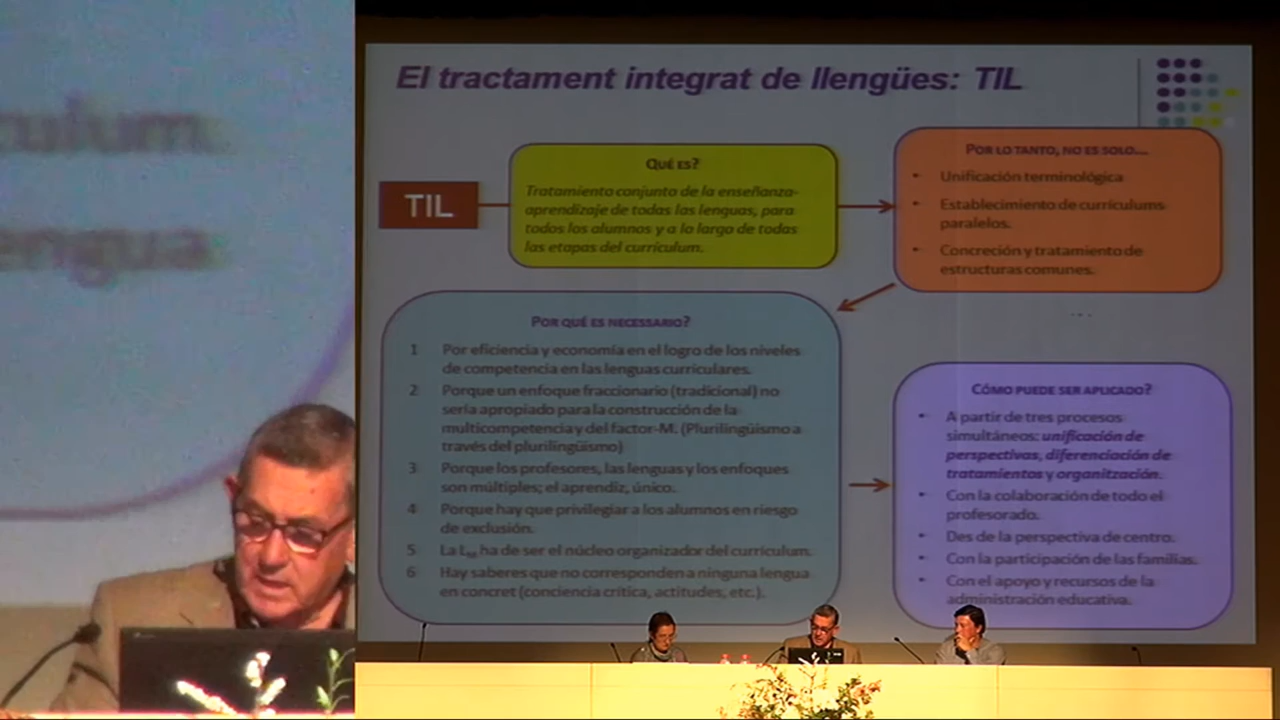 culum.
engua
El tractament integrat de llengües: TIL
TIL
QUÉ ES?
Tratamiento conjunto de la enseñanza-
aprendizaje de todas las lenguas, para
todos los alumnos y a lo largo de todas
las etapas del currículum.
POR LO TANTO, NO ES SOLO...
• Unificación terminológica
• Establecimiento de currículums
paralelos.
• Concreción y tratamiento de
estructuras comunes.
...
POR QUÉ ES NECESSARIO?
1 Por eficiencia y economía en el logro de los niveles
de competencia en las lenguas curriculares.
2 Porque un enfoque fraccionario (tradicional) no
sería apropiado para la construcción de la
multicompetencia y del factor-M. (Plurilingüismo a
través del plurilingüismo)
3 Porque los profesores, las lenguas y los enfoques
son múltiples; el aprendiz, único.
4 Porque hay que privilegiar a los alumnos en riesgo
de exclusión.
5 La ha de ser el núcleo organizador del currículum.
6 Hay saberes que no corresponden a ninguna lengua
en concret (conciencia crítica, actitudes, etc.).
CÓMO PUEDE SER APLICADO?
• A partir de tres procesos
simultáneos: unificación de
perspectivas, diferenciación de
tratamientos y organitzación.
• Con la colaboración de todo el
profesorado.
• Des de la perspectiva de centro.
• Con la participación de las familias.
• Con el apoyo y recursos de la
administración educativa.